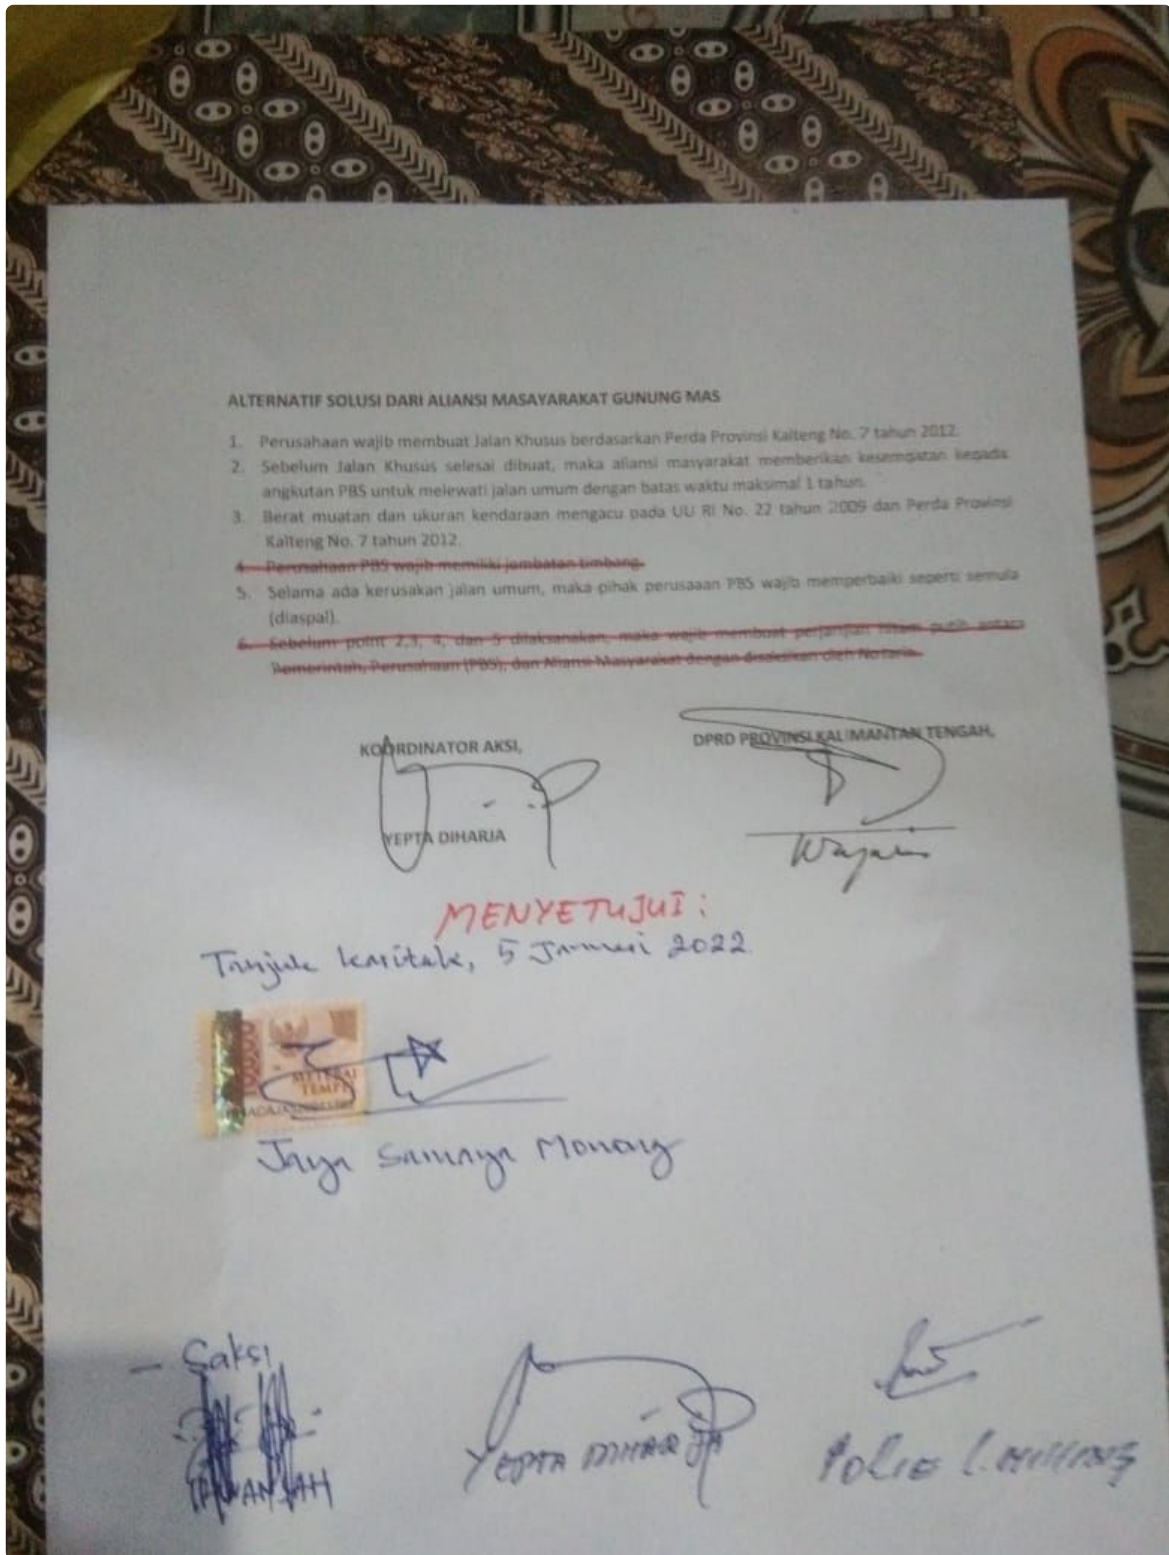 ALTERNATIF SOLUSI DARI ALIANSI MASAYARAKAT GUNUNG MAS
1. Perusahaan wajib membuat Jalan Khusus berdasarkan Perda Provinsi Kalteng No. 7 tahun 2012.
2. Sebelum Jalan Khusus selesai dibuat, maka aliansi masyarakat memberikan kesempatan kepada
angkutan PBS untuk melewati jalan umum dengan batas waktu maksimal 1 tahun.
3. Berat muatan dan ukuran kendaraan mengacu pada UU RI No. 22 tahun 2009 dan Perda Provinsi
Kalteng No. 7 tahun 2012.
4. Perusahaan PBS wajib memiliki jembatan timbang.
5. Selama ada kerusakan jalan umum, maka pihak perusaaan PBS wajib memperbaiki seperti semula
(diaspal).
6. Sebelum point 2,3, 4, dan 5 dilaksanakan, maka wajib membuat perjanjian hitam putih antara
Pemerintah, Perusahaan (PBS), dan Aliansi Masyarakat dengan disaksikan oleh Notaris.
KOORDINATOR AKSI,
DPRD PROVINSI KALIMANTAN TENGAH,
YEPTA DIHARJA
MENYETUJUI:
5 Januari 2022
METERAI
TEMPEL
Jaya Samaya Monong
- Saksi
YEPTA DIHARJA